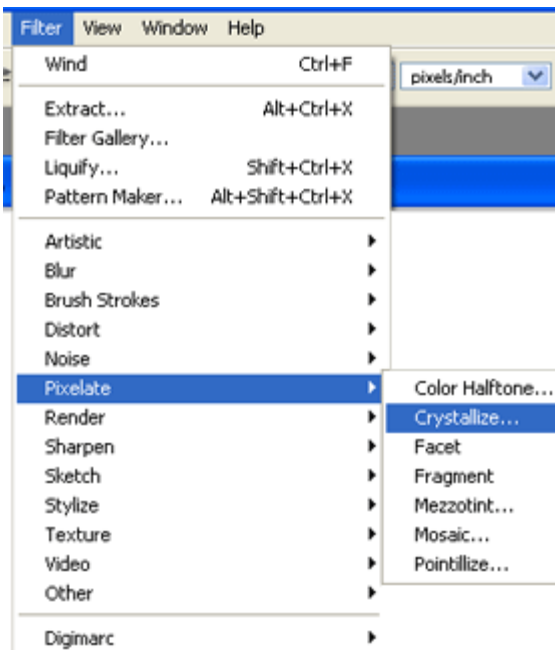 Filter View Window Help
Wind Ctrl+F
pixels/inch
Extract... Alt+Ctrl+X
Filter Gallery...
Liquify... Shift+Ctrl+X
Pattern Maker... Alt+Shift+Ctrl+X
Artistic
Blur
Brush Strokes
Distort
Noise
Pixelate
Render
Sharpen
Sketch
Stylize
Texture
Video
Other
Digimarc
Color Halftone...
Crystallize...
Facet
Fragment
Mezzotint...
Mosaic...
Pointillize...